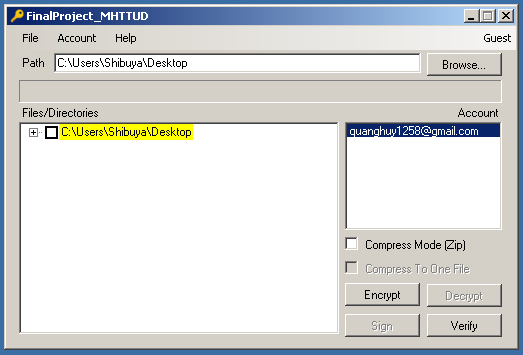 FinalProject_MHTTUD
File Account Help Guest
Path C:\Users\Shibuya\Desktop Browse...
Files/Directories Account
C:\Users\Shibuya\Desktop quanghuy1258@gmail.com
Compress Mode (Zip)
Compress To One File
Encrypt Decrypt
Sign Verify